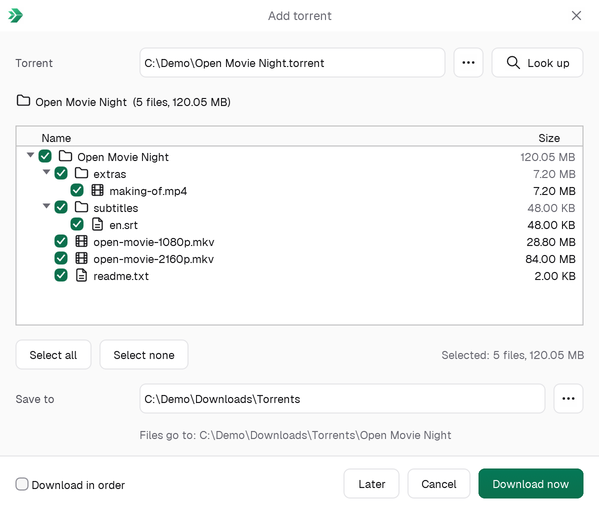 Add torrent
Torrent C:\Demo\Open Movie Night.torrent ••• Look up
Open Movie Night (5 files, 120.05 MB)
Name Size
Open Movie Night 120.05 MB
extras 7.20 MB
making-of.mp4 7.20 MB
subtitles 48.00 KB
en.srt 48.00 KB
open-movie-1080p.mkv 28.80 MB
open-movie-2160p.mkv 84.00 MB
readme.txt 2.00 KB
Select all Select none Selected: 5 files, 120.05 MB
Save to C:\Demo\Downloads\Torrents •••
Files go to: C:\Demo\Downloads\Torrents\Open Movie Night
Download in order Later Cancel Download now